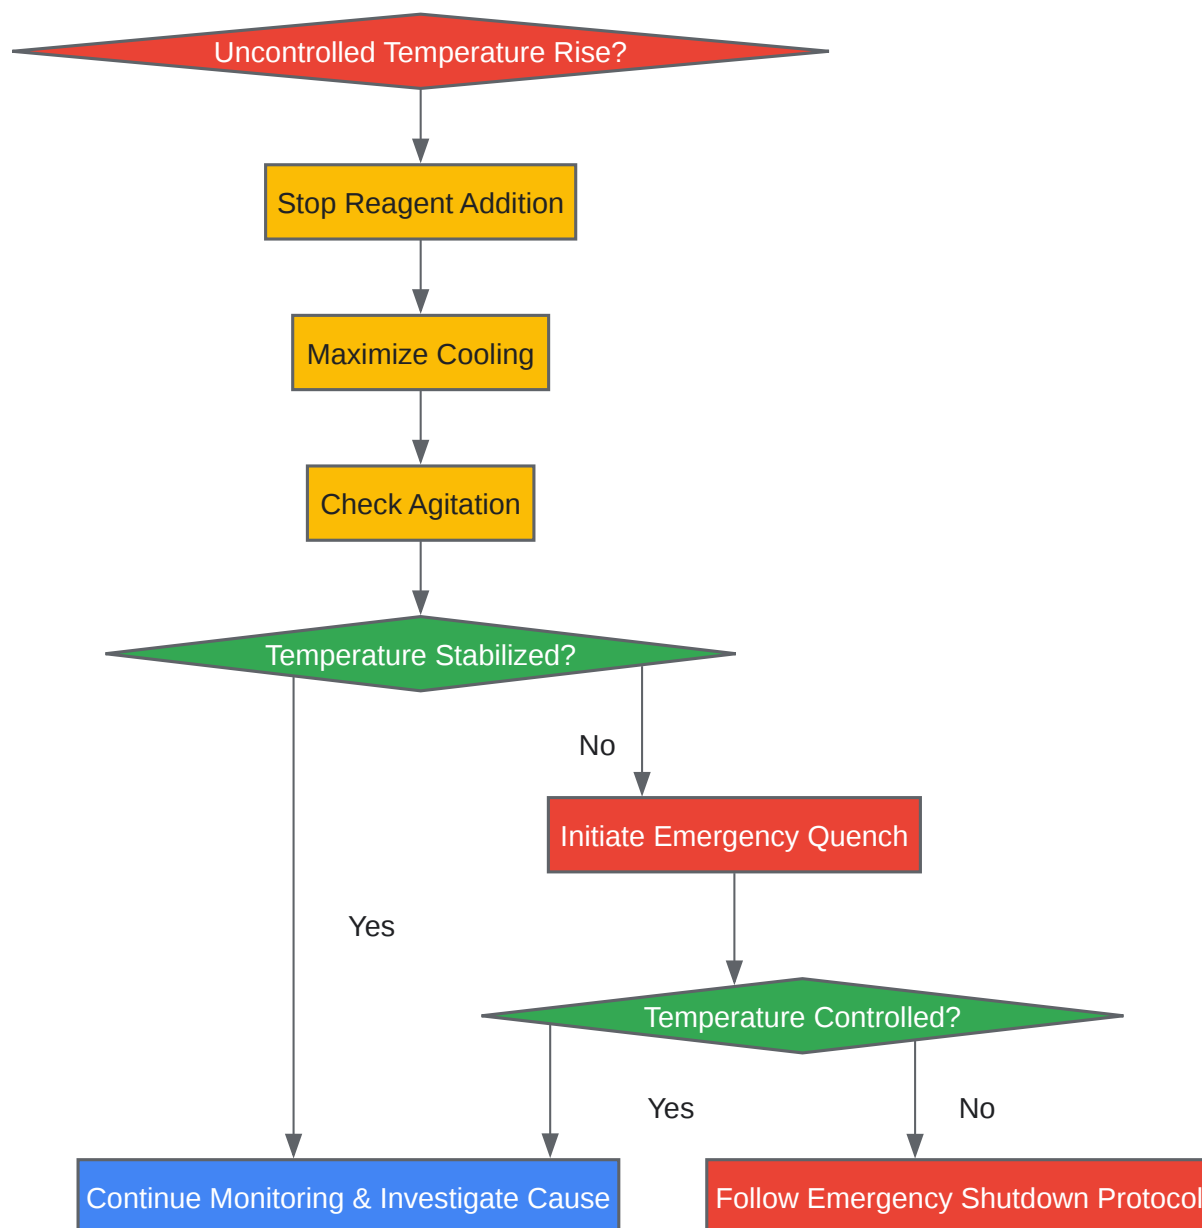 Uncontrolled Temperature Rise?
Stop Reagent Addition
Maximize Cooling
Check Agitation
Temperature Stabilized?
No
Initiate Emergency Quench
Yes
Temperature Controlled?
Yes
No
Continue Monitoring & Investigate Cause
Follow Emergency Shutdown Protocol